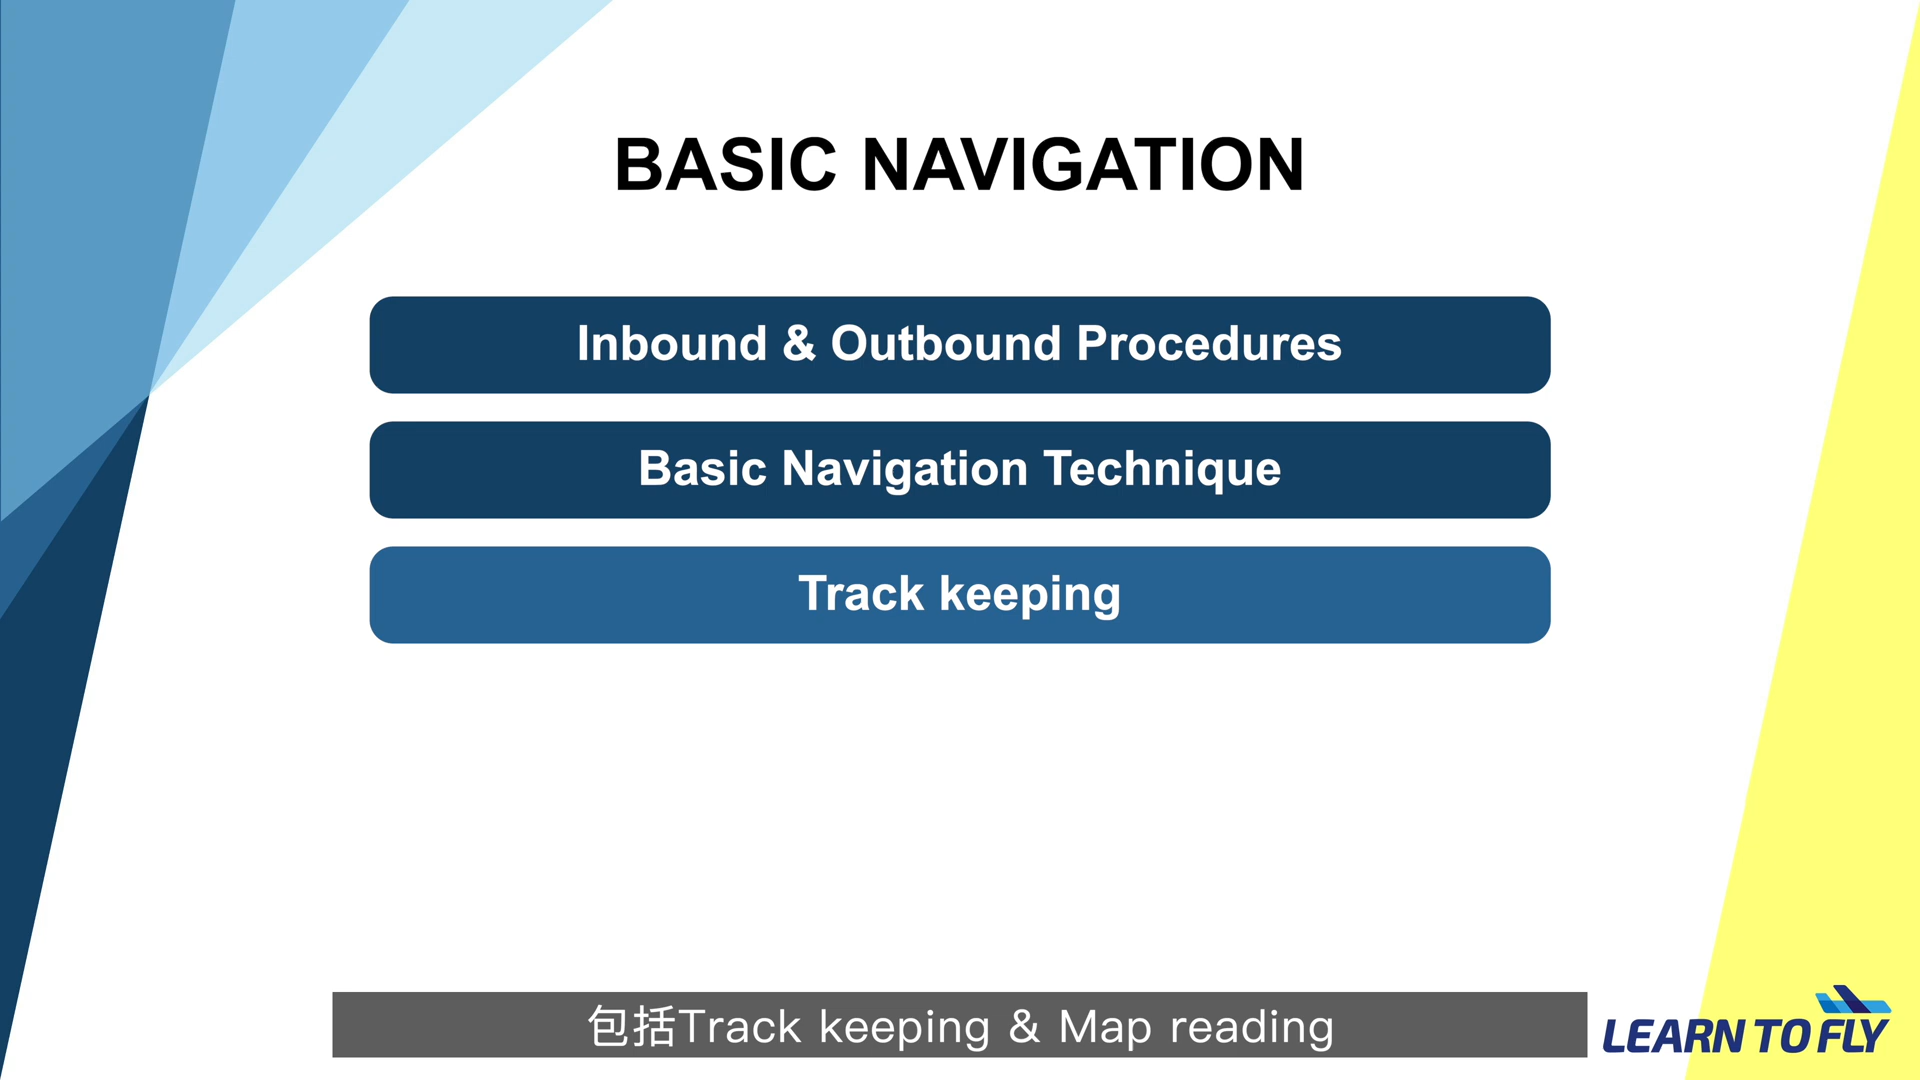 BASIC NAVIGATION
Inbound & Outbound Procedures
Basic Navigation Technique
Track keeping
包括Track keeping & Map reading
LEARN TO FLY